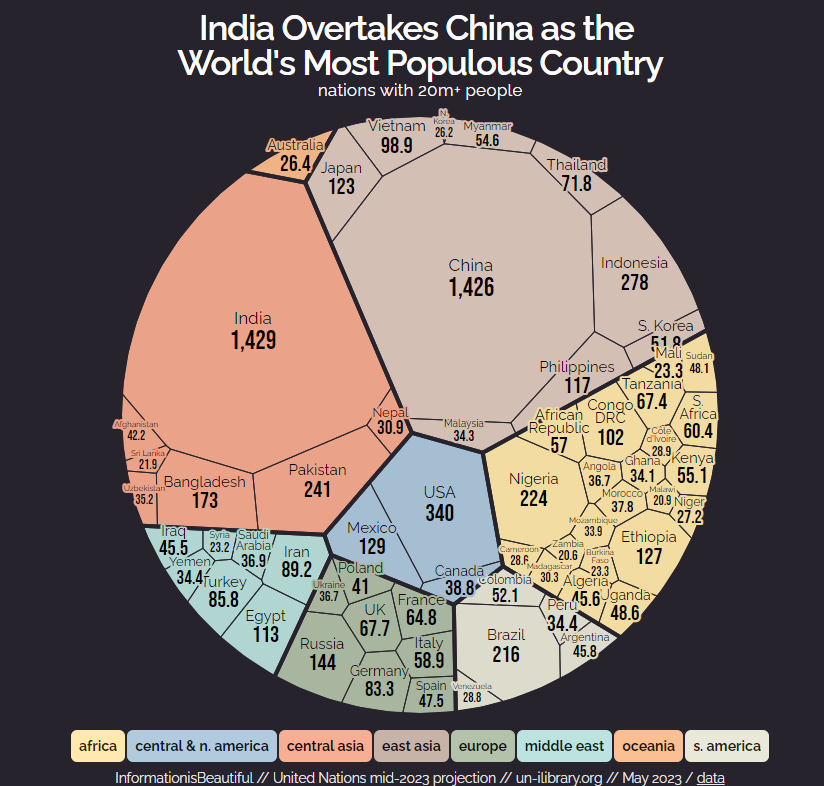 India Overtakes China as the
World's Most Populous Country
nations with 20m+ people
Australia
26.4
Japan
123
Vietnam
98.9
N.
Korea
26.2
Myanmar
54.6
Thailand
71.8
China
1,426
Indonesia
278
S. Korea
51.8
Philippines
117
Malaysia
34.3
India
1,429
Nepal
30.9
Afghanistan
42.2
Sri Lanka
21.9
Uzbekistan
35.2
Bangladesh
173
Pakistan
241
Mali
23.3
Sudan
48.1
Tanzania
67.4
S.
Africa
60.4
African
Republic
57
Congo
DRC
102
Côte
d'Ivoire
28.9
Kenya
55.1
Ghana
34.1
Angola
36.7
Nigeria
224
Morocco
37.8
Malawi
20.9
Niger
27.2
Mozambique
33.9
Ethiopia
127
Zambia
20.6
Cameroon
28.6
Burkina
Faso
23.3
Madagascar
30.3
Algeria
45.6
Uganda
48.6
USA
340
Mexico
129
Canada
38.8
Iraq
45.5
Syria
23.2
Saudi
Arabia
36.9
Iran
89.2
Yemen
34.4
Turkey
85.8
Egypt
113
Poland
41
Ukraine
36.7
UK
67.7
France
64.8
Russia
144
Italy
58.9
Germany
83.3
Spain
47.5
Colombia
52.1
Peru
34.4
Brazil
216
Argentina
45.8
Venezuela
28.8
africa
central & n. america
central asia
east asia
europe
middle east
oceania
s. america
InformationisBeautiful // United Nations mid-2023 projection // un-ilibrary.org // May 2023 / data